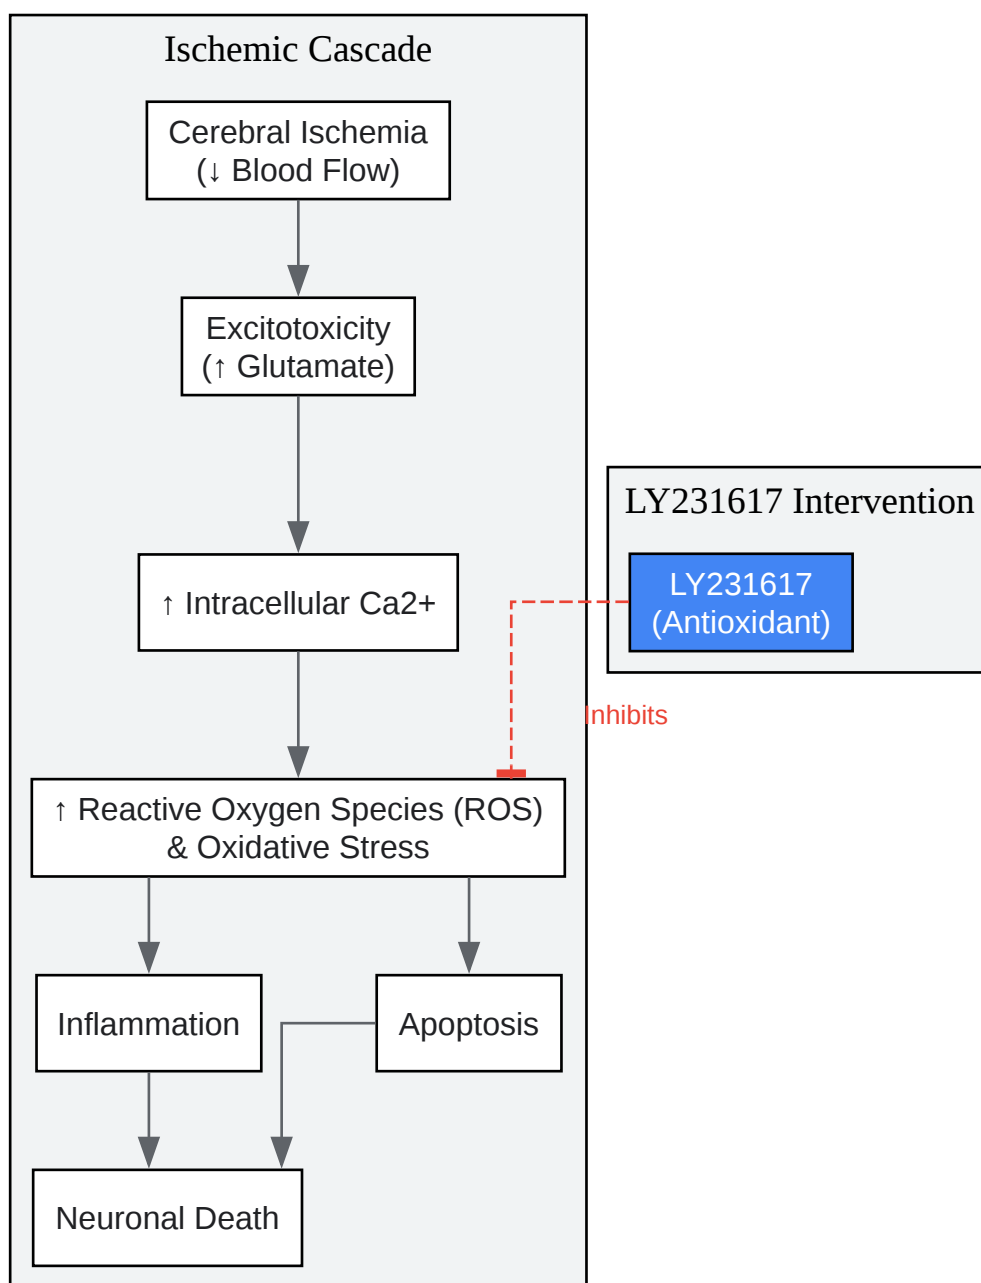 Ischemic Cascade
Cerebral Ischemia
(↓ Blood Flow)
Excitotoxicity
(↑ Glutamate)
↑ Intracellular Ca2+
LY231617 Intervention
LY231617
(Antioxidant)
Inhibits
↑ Reactive Oxygen Species (ROS)
& Oxidative Stress
Inflammation
Apoptosis
Neuronal Death